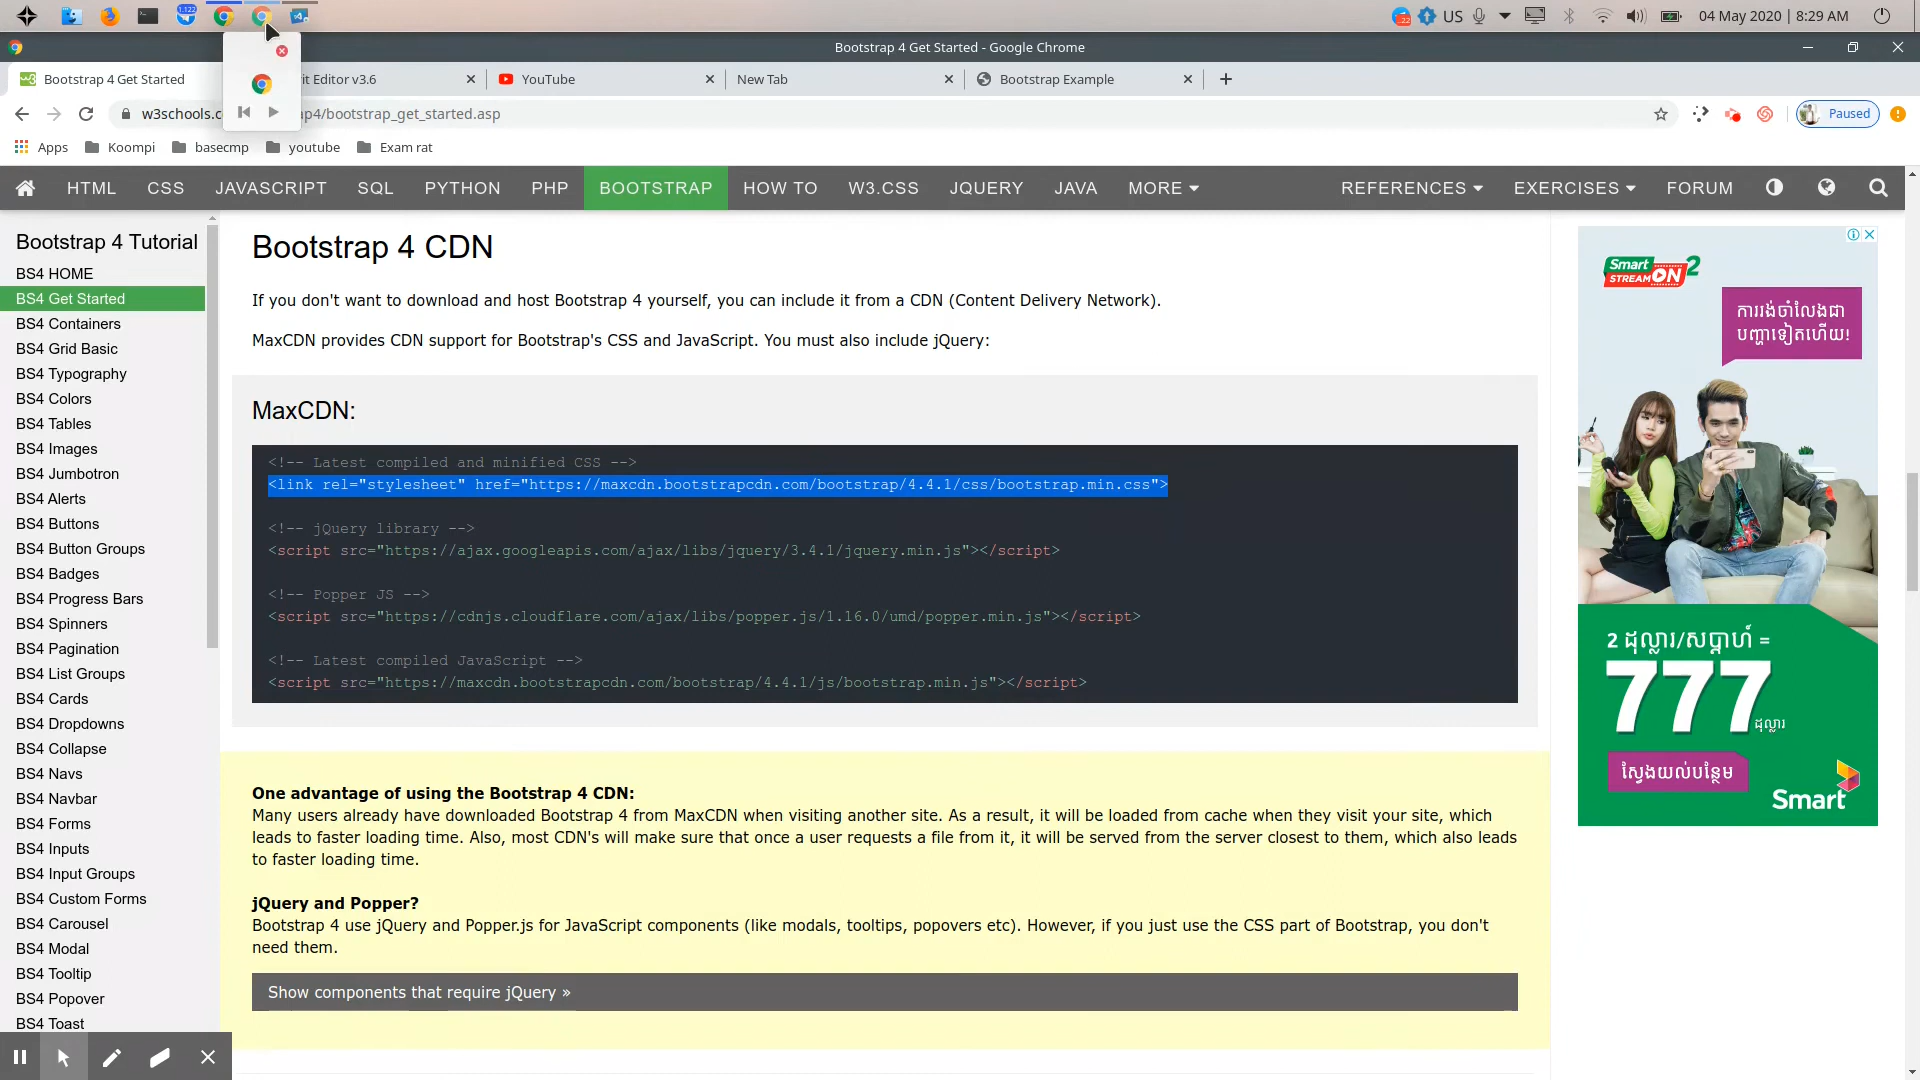 1,122
22
US
04 May 2020 | 8:29 AM
Bootstrap 4 Get Started - Google Chrome
Bootstrap 4 Get Started
it Editor v3.6
YouTube
New Tab
Bootstrap Example
w3schools.c
ap4/bootstrap_get_started.asp
Paused
Apps
Koompi
basecmp
youtube
Exam rat
HTML
CSS
JAVASCRIPT
SQL
PYTHON
PHP
BOOTSTRAP
HOW TO
W3.CSS
JQUERY
JAVA
MORE
REFERENCES
EXERCISES
FORUM
Bootstrap 4 Tutorial
BS4 HOME
BS4 Get Started
BS4 Containers
BS4 Grid Basic
BS4 Typography
BS4 Colors
BS4 Tables
BS4 Images
BS4 Jumbotron
BS4 Alerts
BS4 Buttons
BS4 Button Groups
BS4 Badges
BS4 Progress Bars
BS4 Spinners
BS4 Pagination
BS4 List Groups
BS4 Cards
BS4 Dropdowns
BS4 Collapse
BS4 Navs
BS4 Navbar
BS4 Forms
BS4 Inputs
BS4 Input Groups
BS4 Custom Forms
BS4 Carousel
BS4 Modal
BS4 Tooltip
BS4 Popover
BS4 Toast
Bootstrap 4 CDN
If you don't want to download and host Bootstrap 4 yourself, you can include it from a CDN (Content Delivery Network).
MaxCDN provides CDN support for Bootstrap's CSS and JavaScript. You must also include jQuery:
MaxCDN:
<!-- Latest compiled and minified CSS -->
<link rel="stylesheet" href="https://maxcdn.bootstrapcdn.com/bootstrap/4.4.1/css/bootstrap.min.css">
<!-- jQuery library -->
<script src="https://ajax.googleapis.com/ajax/libs/jquery/3.4.1/jquery.min.js"></script>
<!-- Popper JS -->
<script src="https://cdnjs.cloudflare.com/ajax/libs/popper.js/1.16.0/umd/popper.min.js"></script>
<!-- Latest compiled JavaScript -->
<script src="https://maxcdn.bootstrapcdn.com/bootstrap/4.4.1/js/bootstrap.min.js"></script>
One advantage of using the Bootstrap 4 CDN:
Many users already have downloaded Bootstrap 4 from MaxCDN when visiting another site. As a result, it will be loaded from cache when they visit your site, which
leads to faster loading time. Also, most CDN's will make sure that once a user requests a file from it, it will be served from the server closest to them, which also leads
to faster loading time.
jQuery and Popper?
Bootstrap 4 use jQuery and Popper.js for JavaScript components (like modals, tooltips, popovers etc). However, if you just use the CSS part of Bootstrap, you don't
need them.
Show components that require jQuery »
Smart
STREAM ON 2
ការរង់ចាំលែងជា
បញ្ហាទៀតហើយ!
2 ដុល្លារ/សប្ដាហ៍ =
777
ដុល្លារ
ស្វែងយល់បន្ថែម
Smart